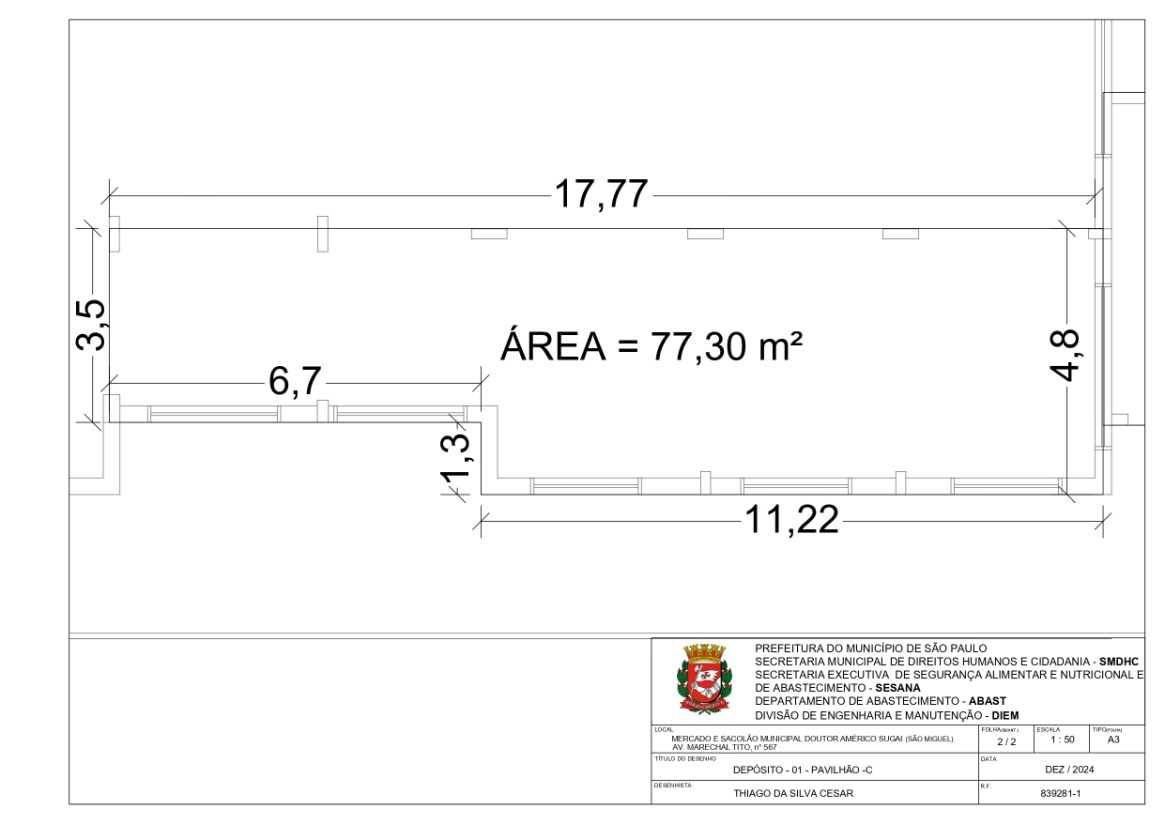 17,77
3,5
ÁREA = 77,30 m²
4,8
6,7
1,3
11,22
PREFEITURA DO MUNICÍPIO DE SÃO PAULO
SECRETARIA MUNICIPAL DE DIREITOS HUMANOS E CIDADANIA - SMDHC
SECRETARIA EXECUTIVA DE SEGURANÇA ALIMENTAR E NUTRICIONAL E
DE ABASTECIMENTO - SESANA
DEPARTAMENTO DE ABASTECIMENTO - ABAST
DIVISÃO DE ENGENHARIA E MANUTENÇÃO - DIEM
LOCAL
MERCADO E SACOLÃO MUNICIPAL DOUTOR AMÉRICO SUGAI (SÃO MIGUEL)
AV. MARECHAL TITO, n° 567
FOLHA(QUANT.)
2 / 2
ESCALA
1 : 50
TIPO(FOLHA)
A3
TÍTULO DO DESENHO
DEPÓSITO - 01 - PAVILHÃO -C
DATA
DEZ / 2024
DESENHISTA
THIAGO DA SILVA CESAR
R.F.
839281-1